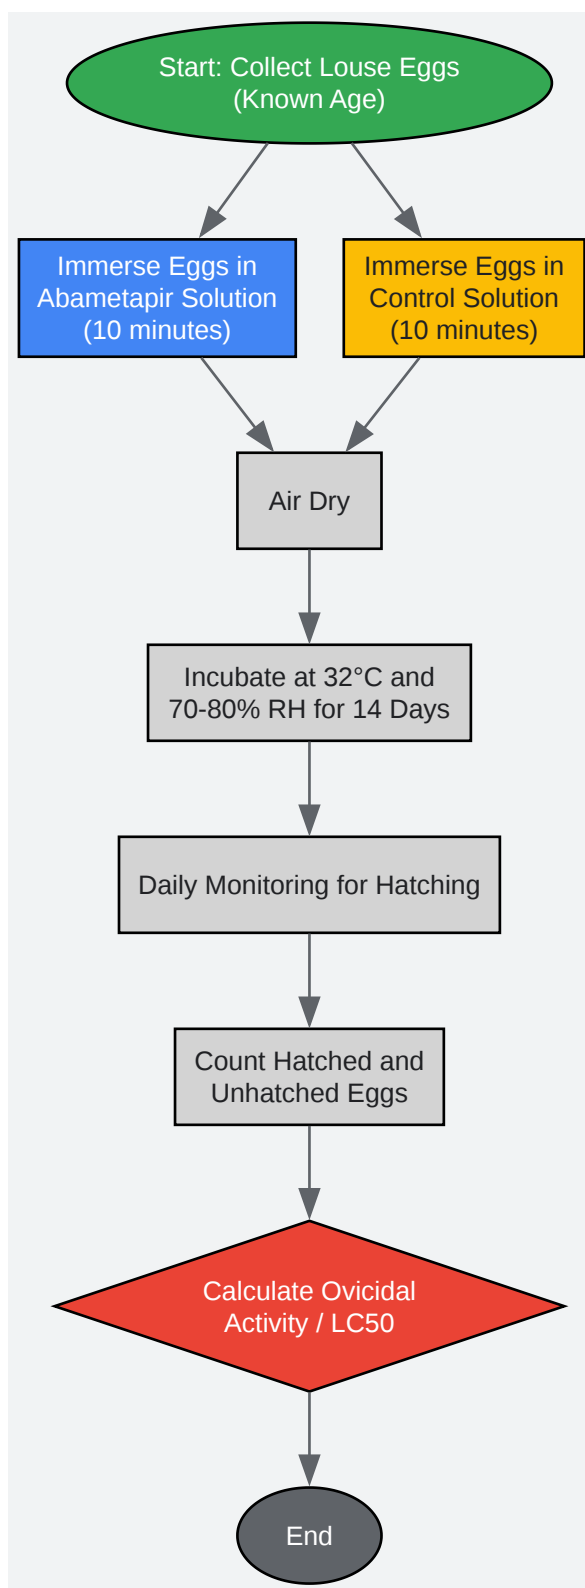 Start: Collect Louse Eggs
(Known Age)
Immerse Eggs in
Abametapir Solution
(10 minutes)
Immerse Eggs in
Control Solution
(10 minutes)
Air Dry
Incubate at 32°C and
70-80% RH for 14 Days
Daily Monitoring for Hatching
Count Hatched and
Unhatched Eggs
Calculate Ovicidal
Activity / LC50
End